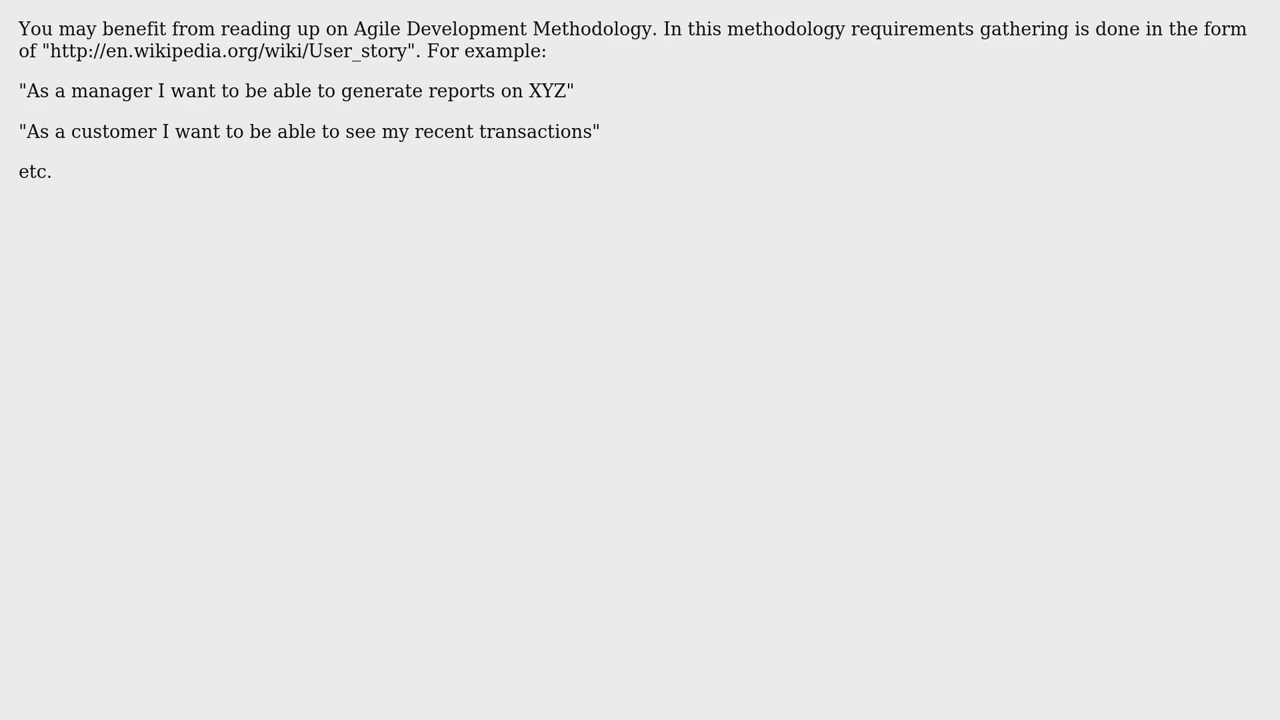 You may benefit from reading up on Agile Development Methodology. In this methodology requirements gathering is done in the form
of "http://en.wikipedia.org/wiki/User_story". For example:
"As a manager I want to be able to generate reports on XYZ"
"As a customer I want to be able to see my recent transactions"
etc.